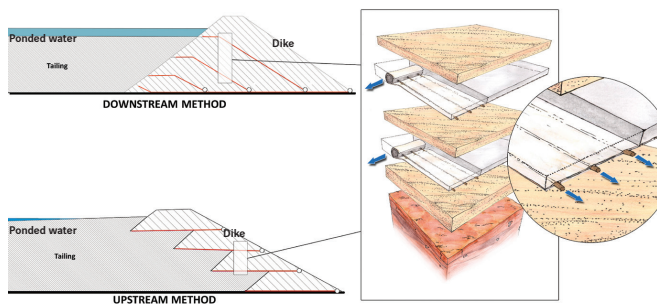 Ponded water
Dike
Tailing
DOWNSTREAM METHOD
Ponded water
Dike
Tailing
UPSTREAM METHOD